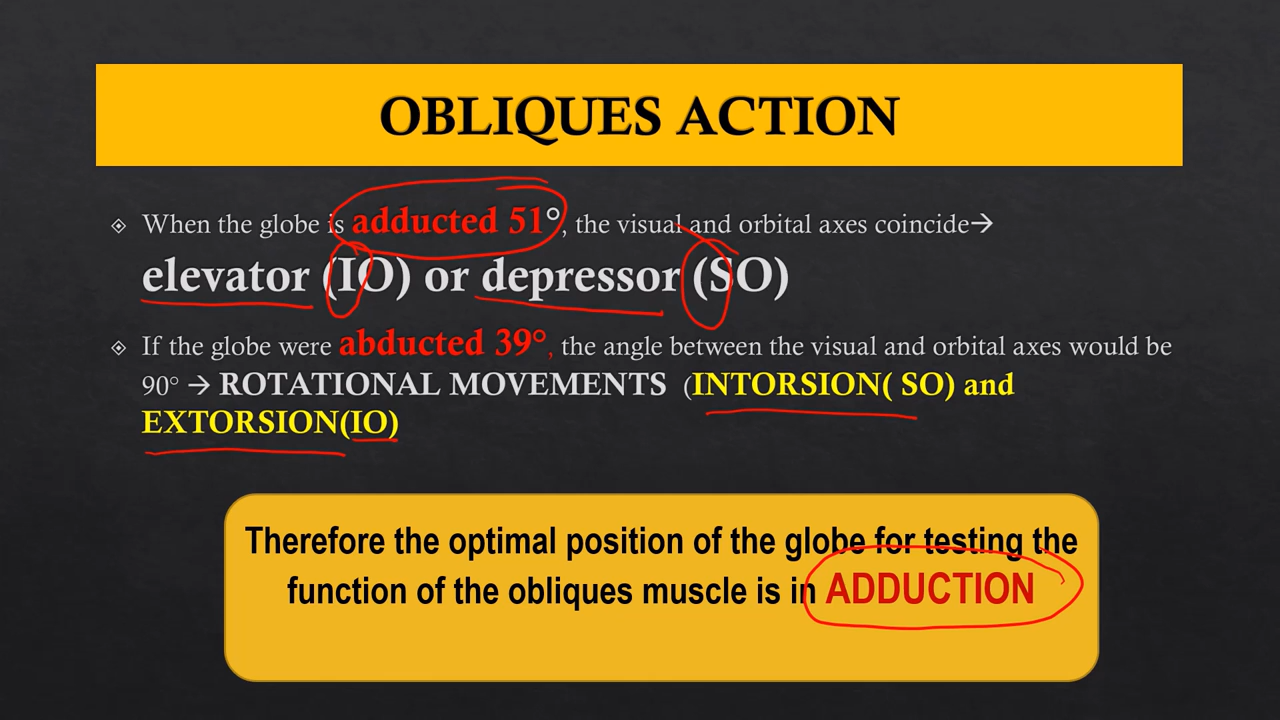 OBLIQUES ACTION
When the globe is adducted 51°, the visual and orbital axes coincide→
elevator (IO) or depressor (SO)
If the globe were abducted 39°, the angle between the visual and orbital axes would be
90° → ROTATIONAL MOVEMENTS (INTORSION( SO) and
EXTORSION(IO)
Therefore the optimal position of the globe for testing the
function of the obliques muscle is in ADDUCTION